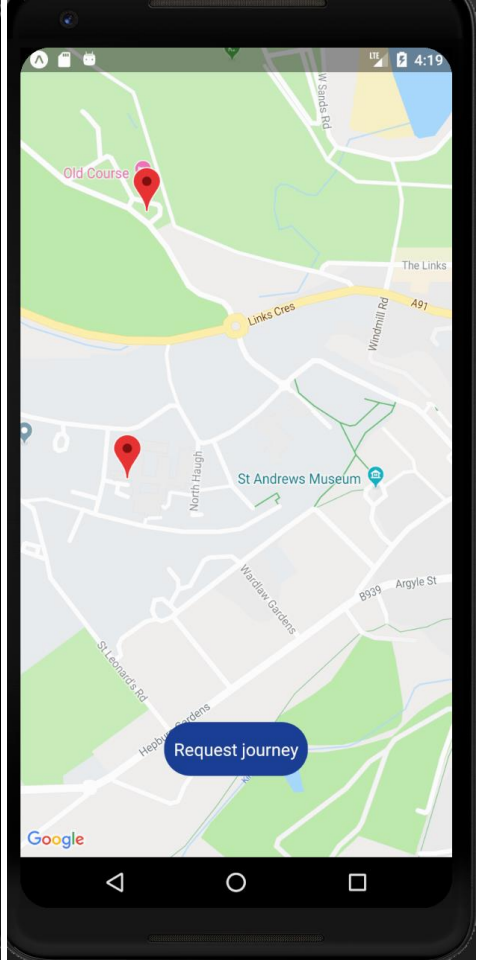 LTE 4:19
W Sands Rd
Old Course
The Links
A91
Links Cres
Windmill Rd
North Haugh
St Andrews Museum
Wardlaw Gardens
B939
Argyle St
St Leonard's Rd
Hepburn Gardens
Request journey
Google